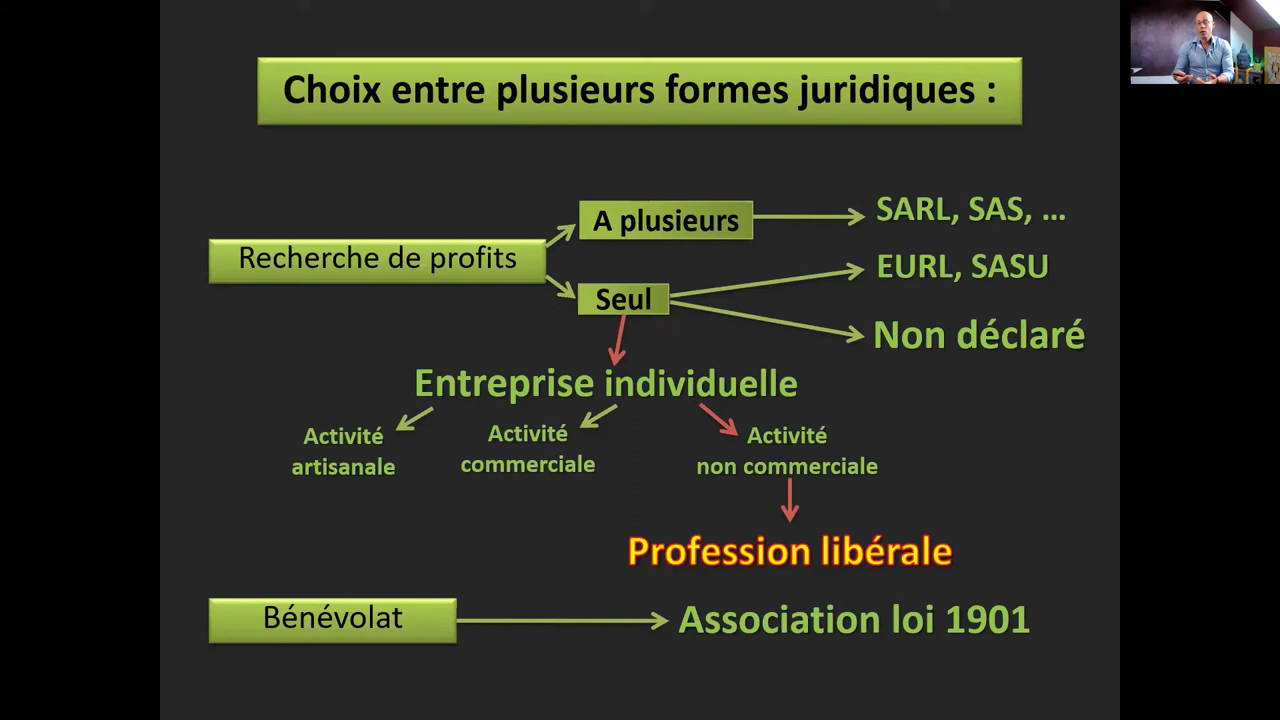 Choix entre plusieurs formes juridiques :
A plusieurs
SARL, SAS, ...
Recherche de profits
EURL, SASU
Seul
Non déclaré
Entreprise individuelle
Activité
artisanale
Activité
commerciale
Activité
non commerciale
Profession libérale
Bénévolat
Association loi 1901